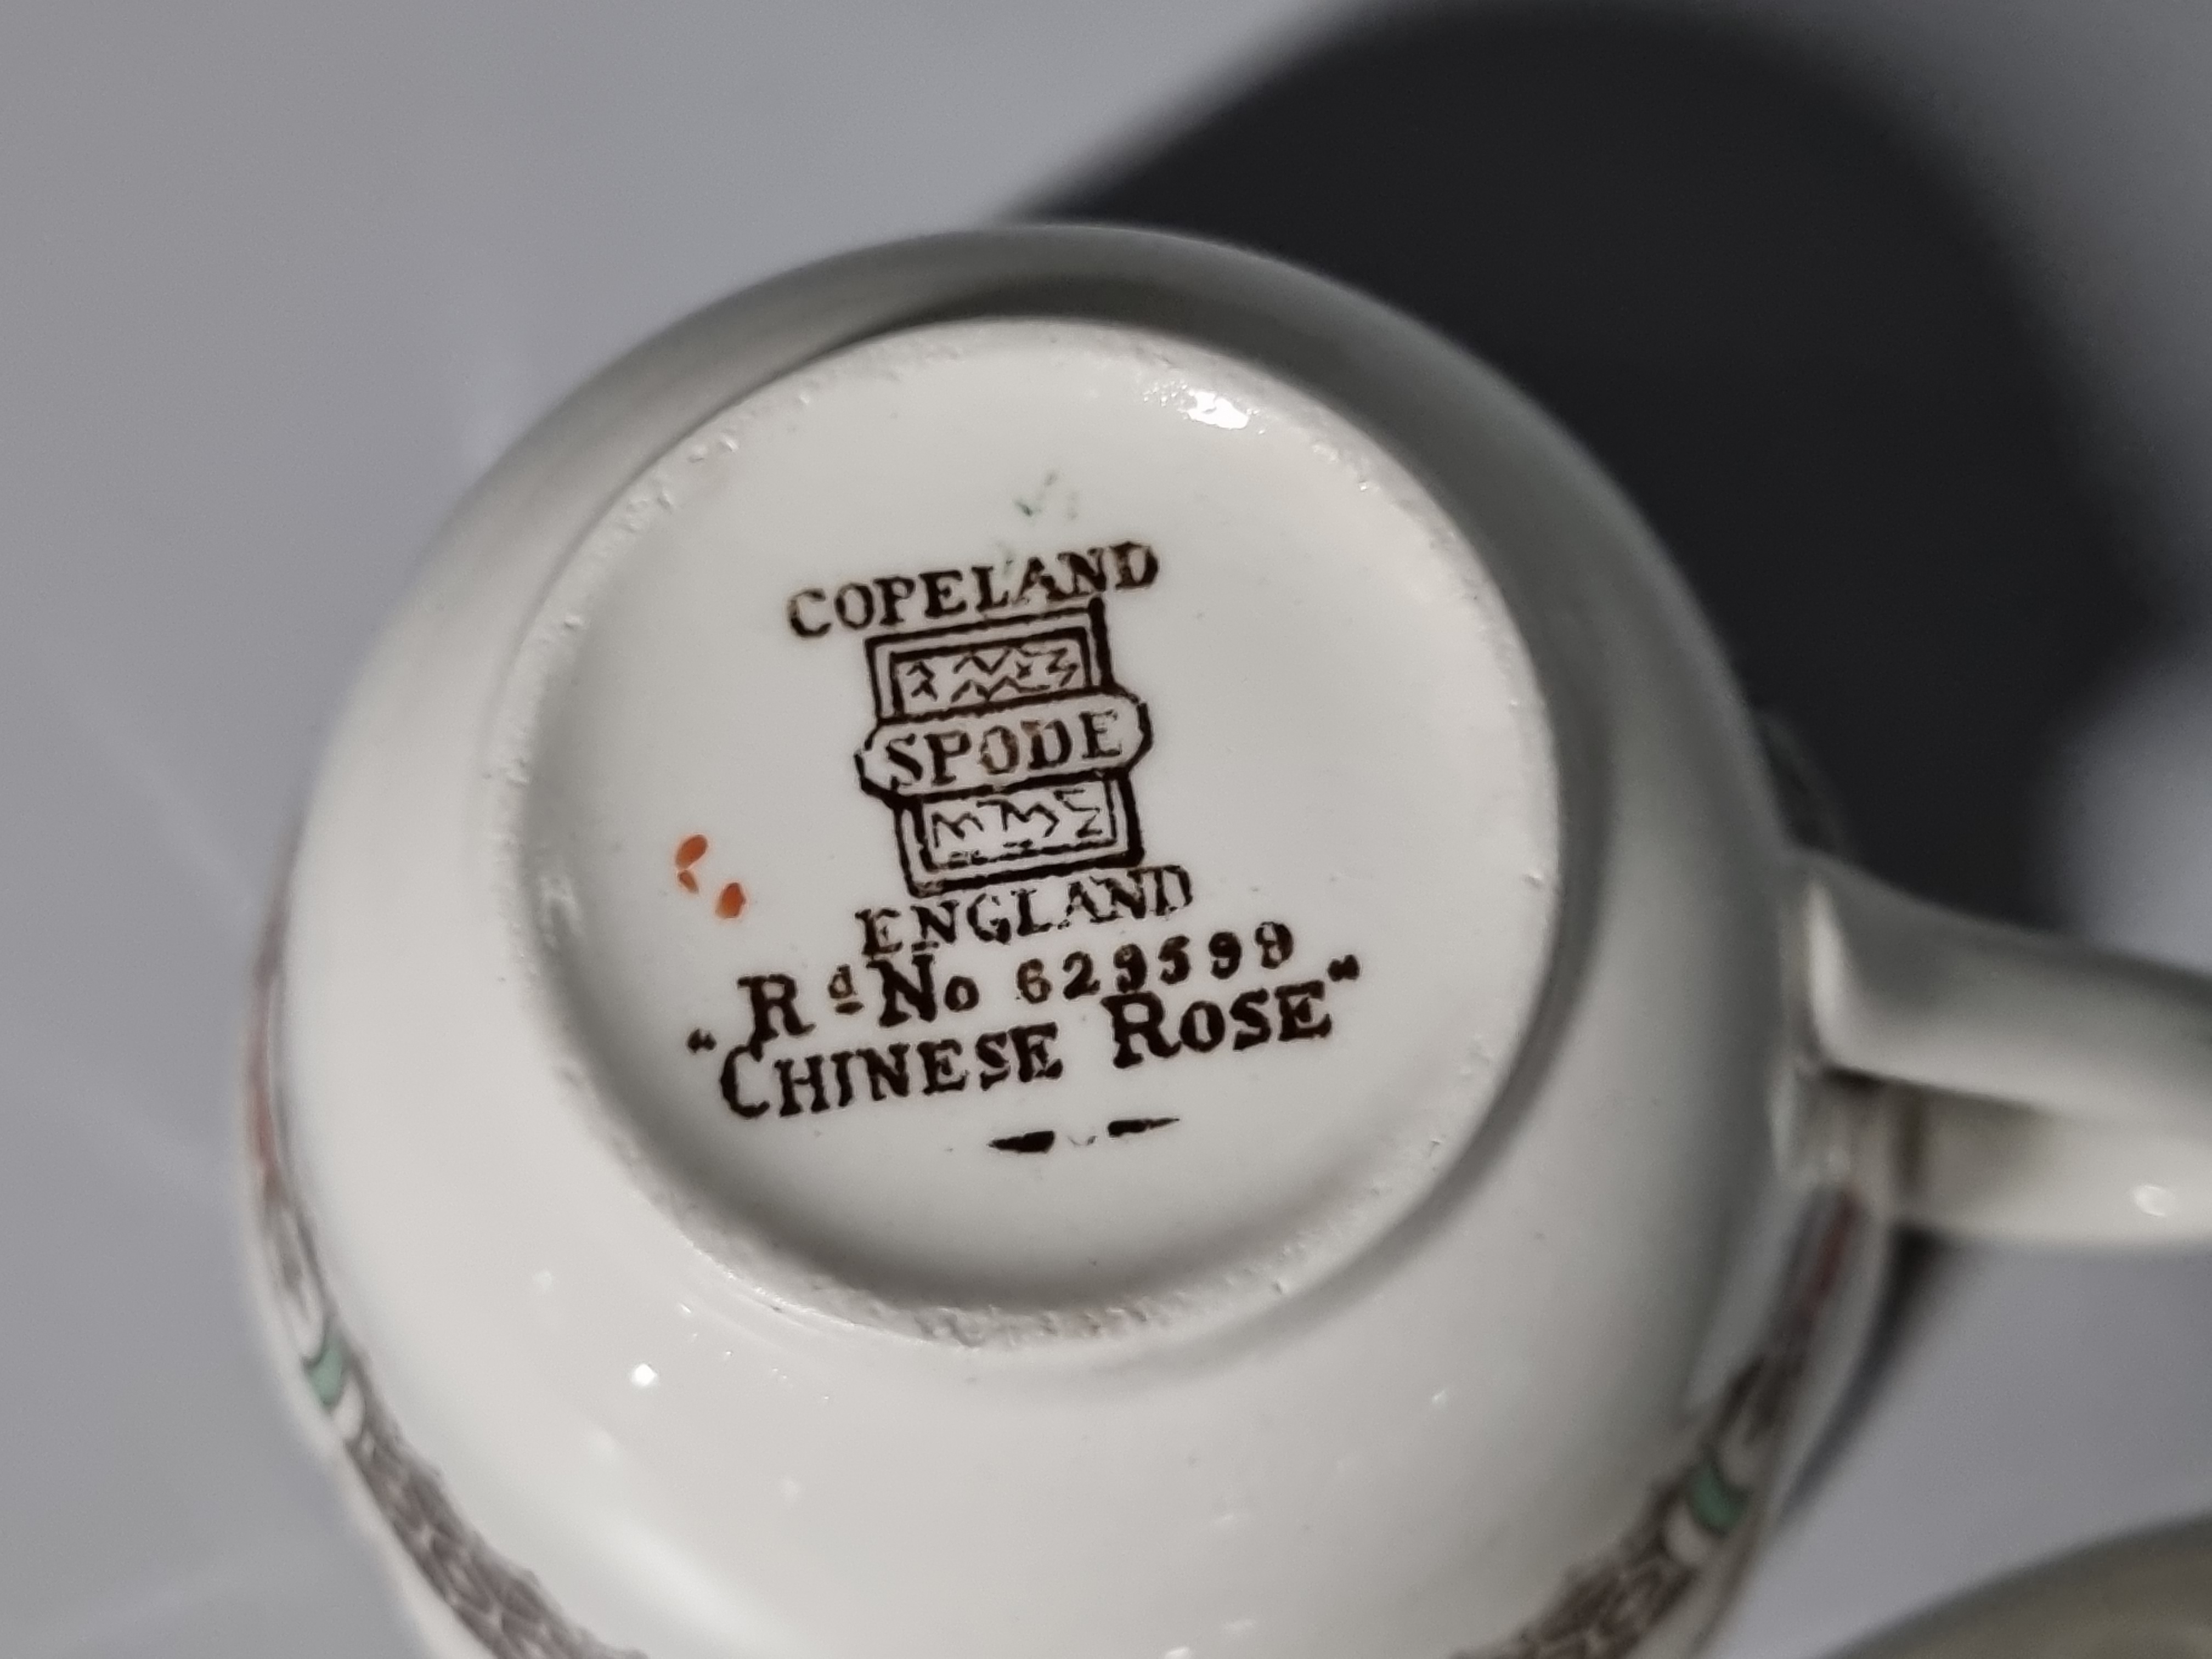 COPELAND
SPODE
ENGLAND
Rd No 629599
"CHINESE ROSE"